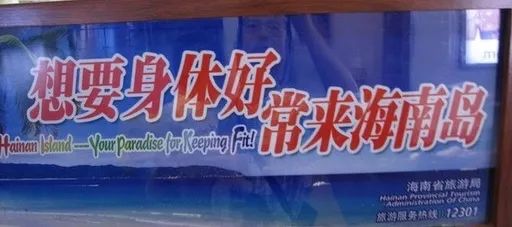 想要身体好
常来海南岛
Hainan Island ---Your Paradise for Keeping Fit!
海南省旅游局
Hainan Provincial Tourism
Administration Of China
旅游服务热线 12301